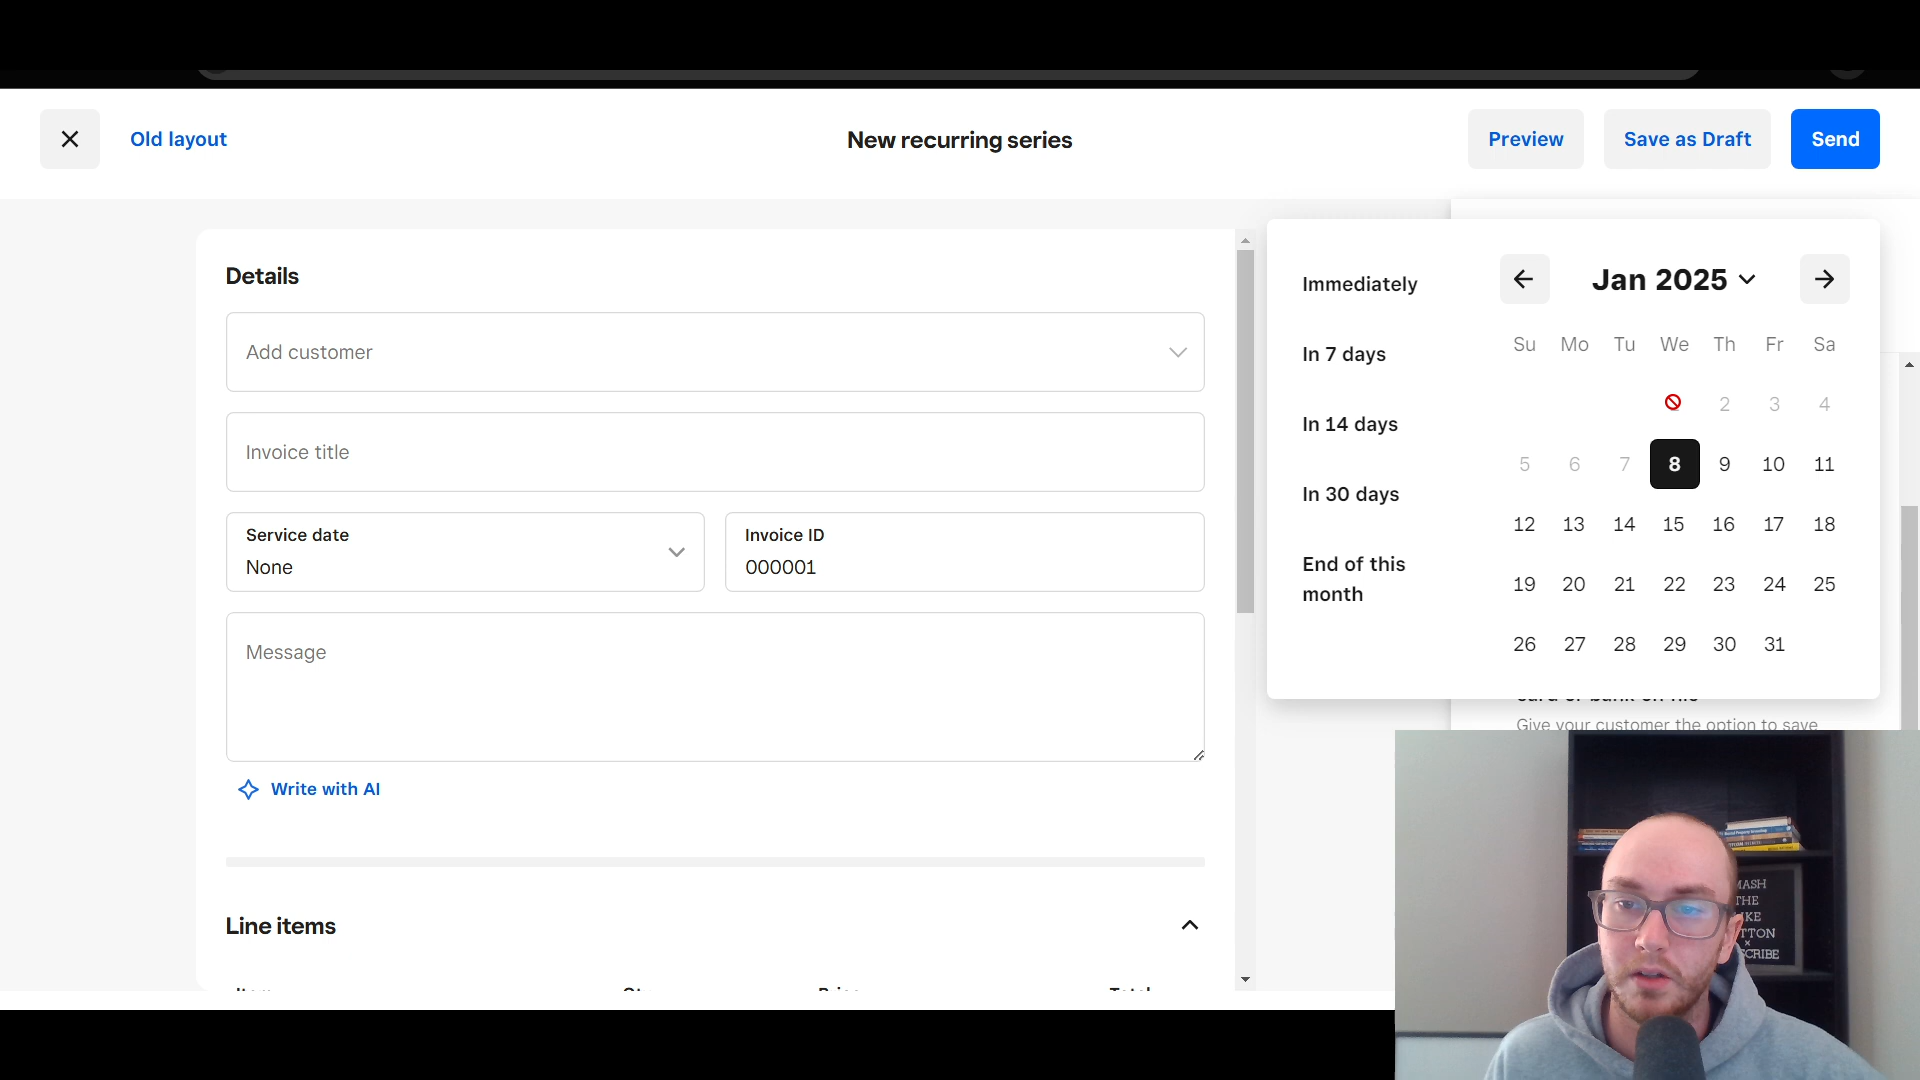 Old layout
New recurring series
Preview
Save as Draft
Send
Details
Add customer
Invoice title
Service date
None
Invoice ID
000001
Message
Write with AI
Line items
Immediately
In 7 days
In 14 days
In 30 days
End of this
month
Jan 2025
Su Mo Tu We Th Fr Sa
2 3 4
5 6 7 8 9 10 11
12 13 14 15 16 17 18
19 20 21 22 23 24 25
26 27 28 29 30 31
Give your customer the option to save
THE